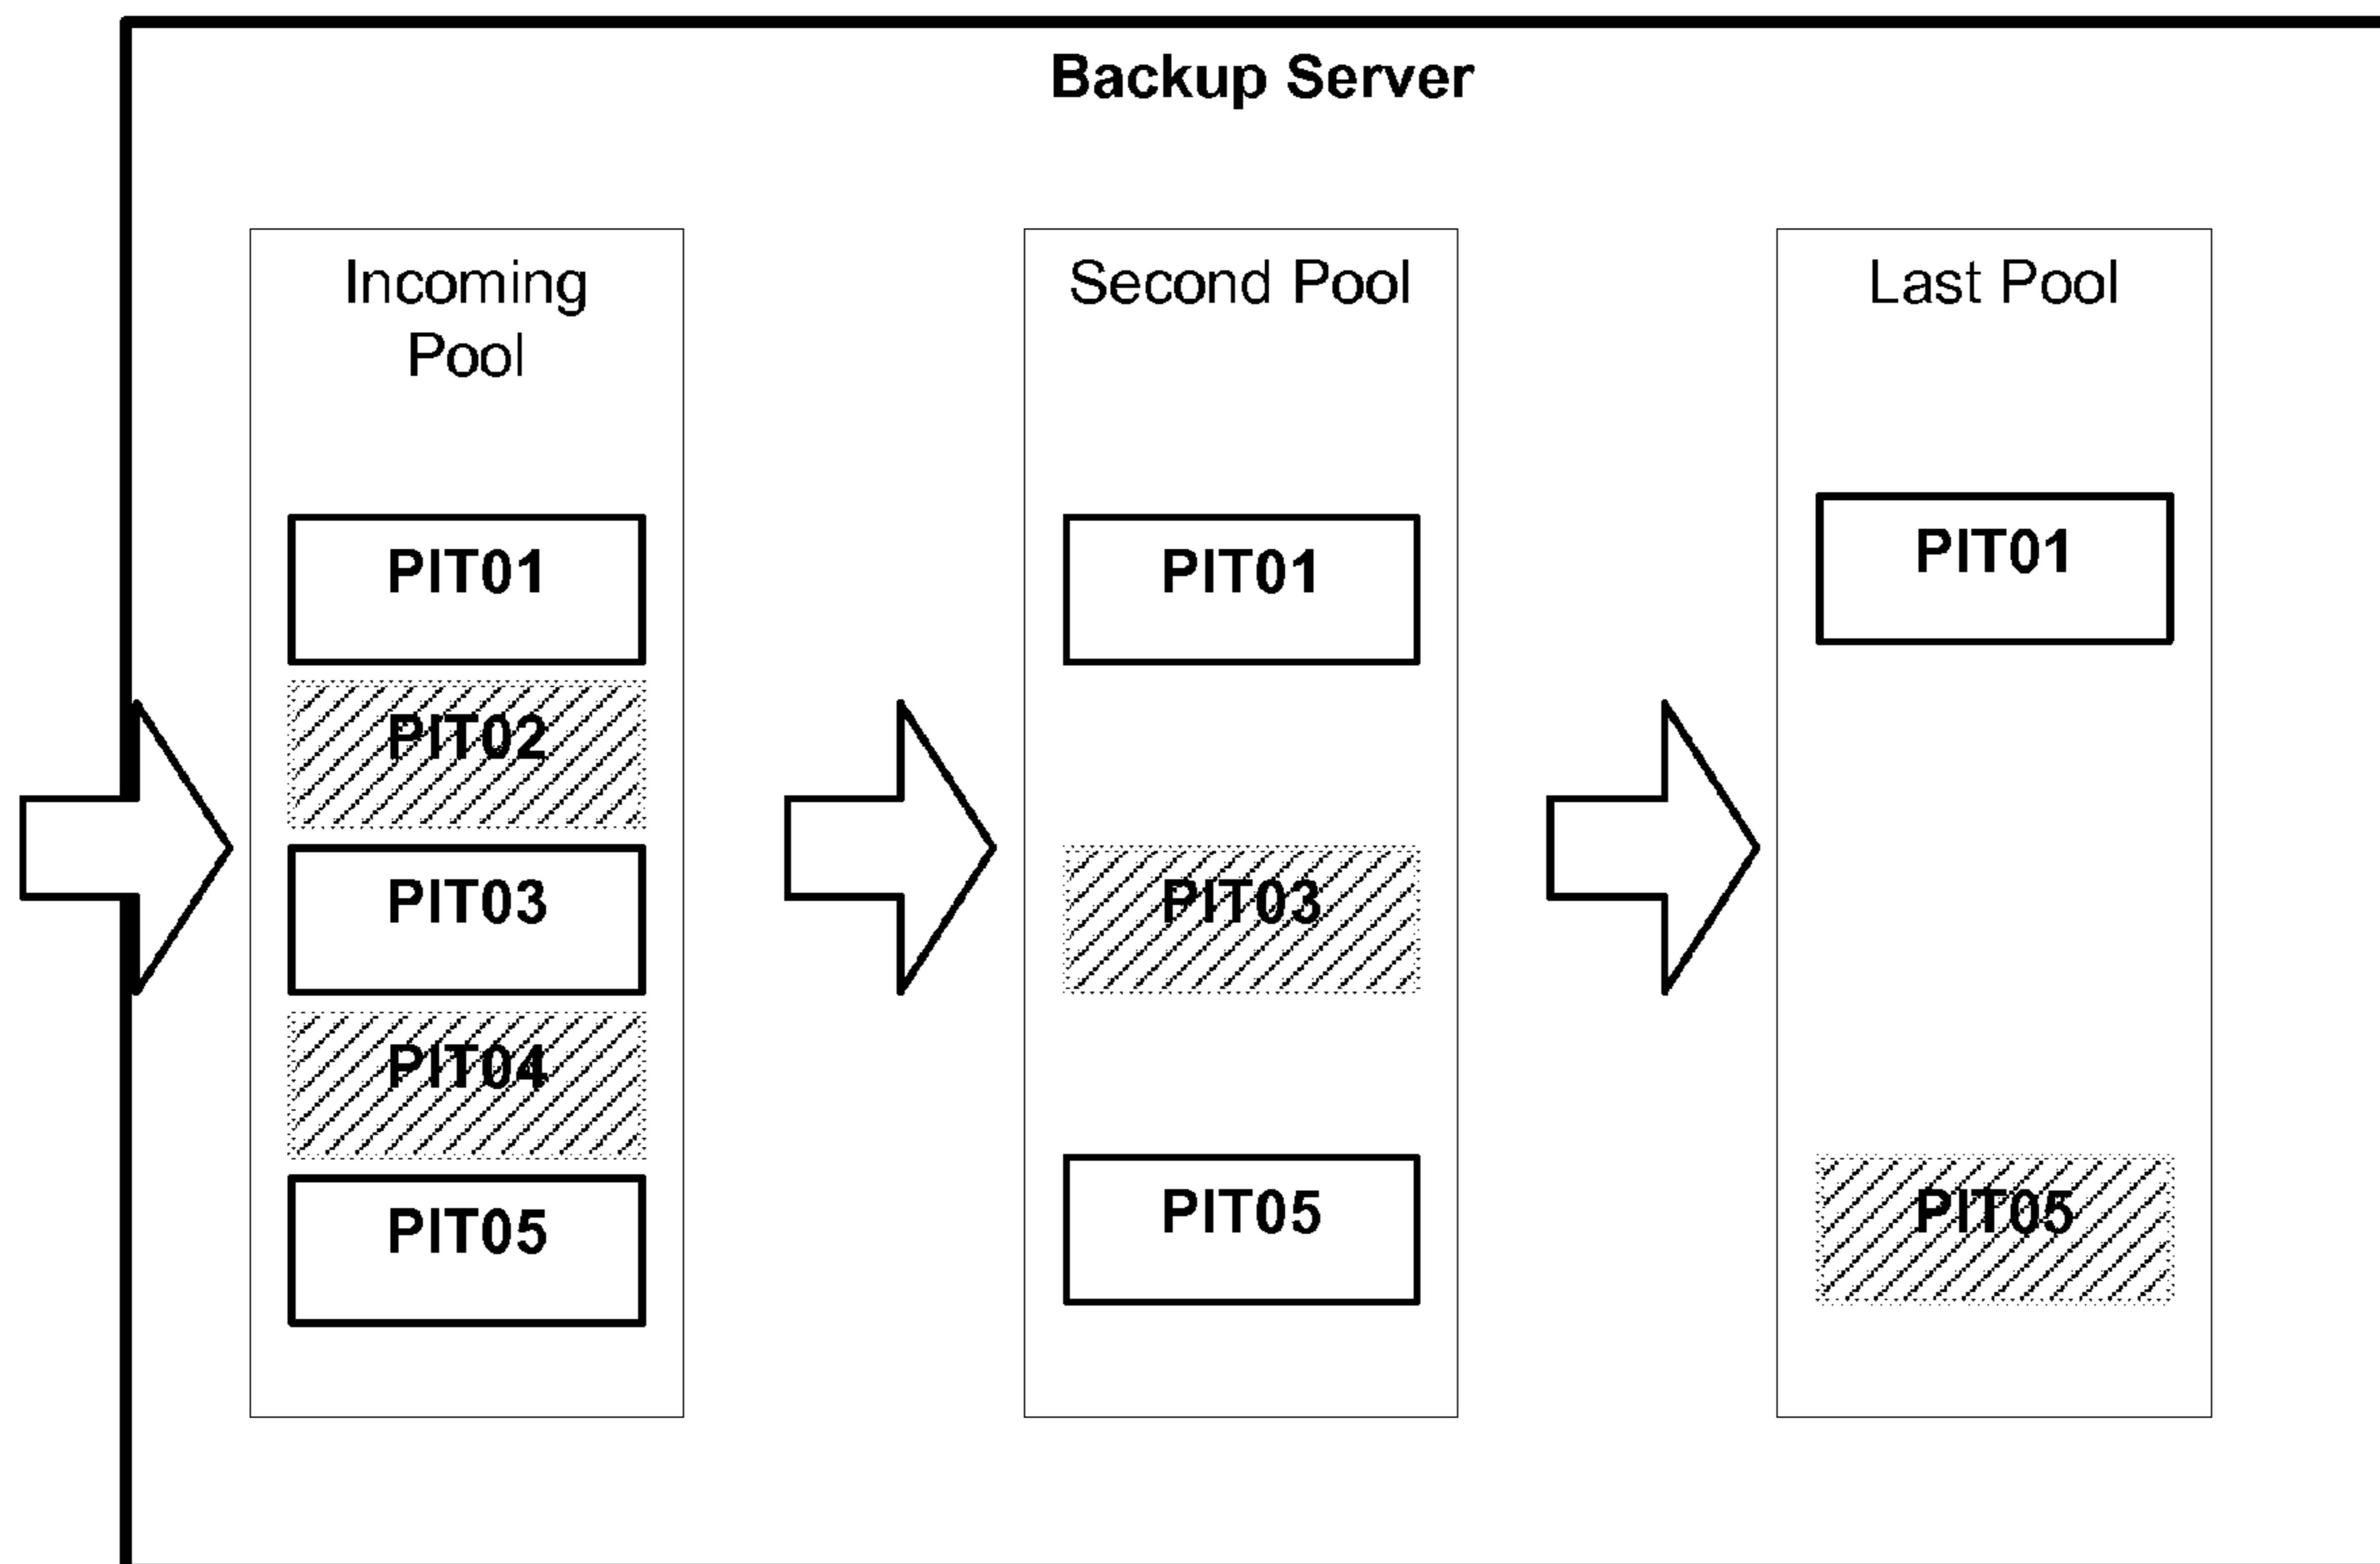 Backup Server
Incoming
Pool
PIT01
PIT02
PIT03
PIT04
PIT05
Second Pool
PIT01
PIT03
PIT05
Last Pool
PIT01
PIT05